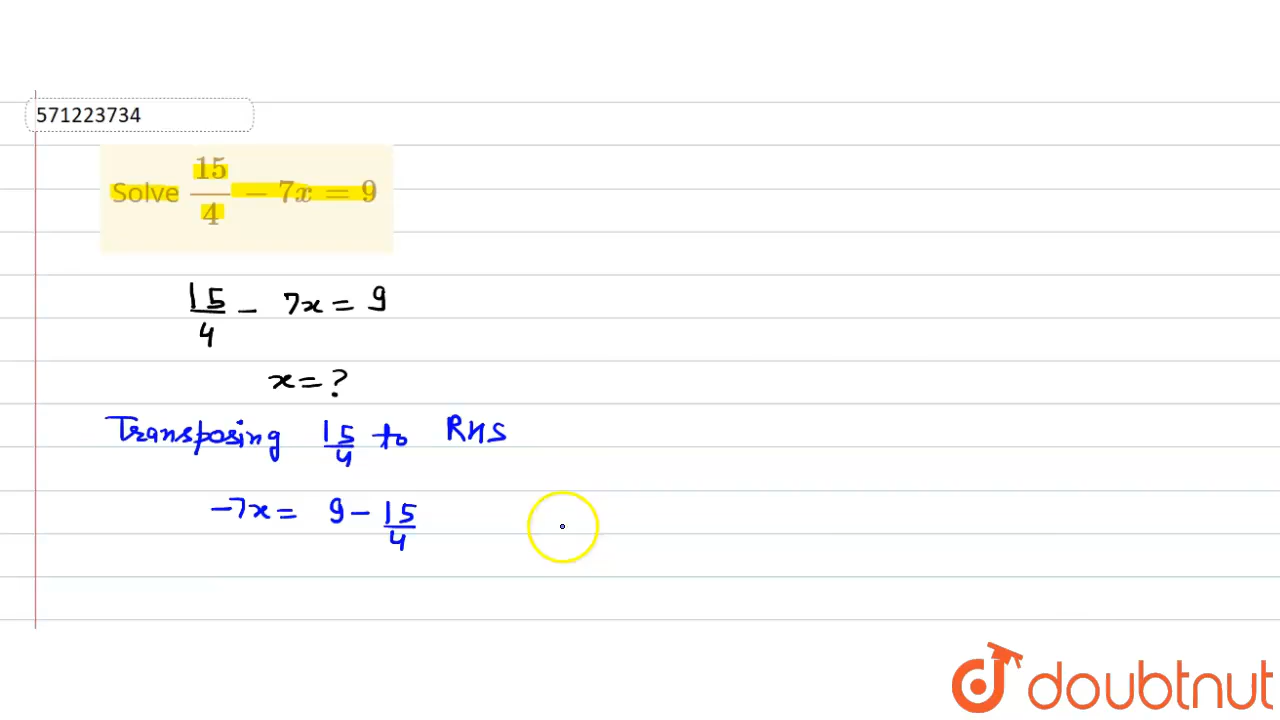 571223734
Solve 15/4 - 7x = 9
15/4 - 7x = 9
x = ?
Transposing 15/4 to RHS
-7x = 9 - 15/4
doubtnut